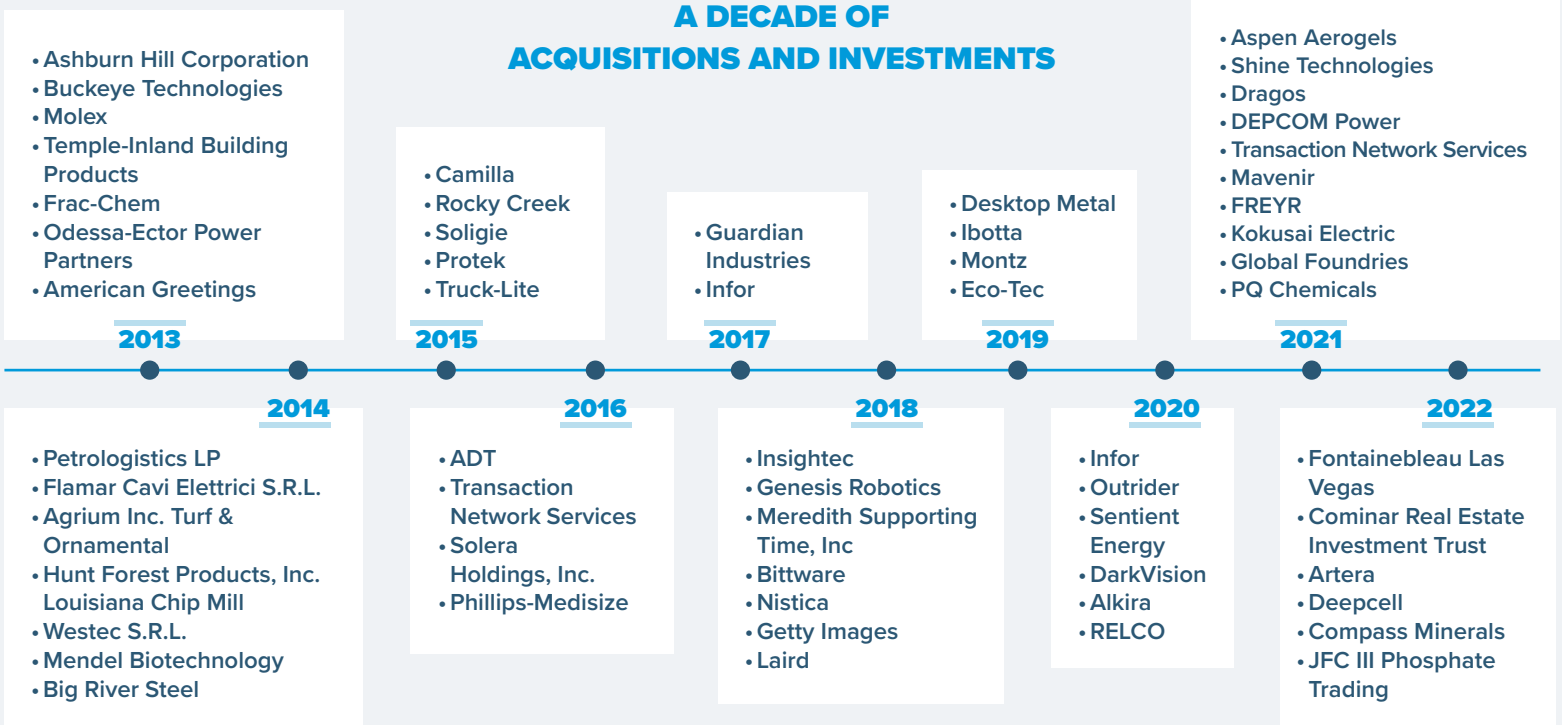 A DECADE OF
ACQUISITIONS AND INVESTMENTS
• Ashburn Hill Corporation
• Buckeye Technologies
• Molex
• Temple-Inland Building
Products
• Frac-Chem
• Odessa-Ector Power
Partners
• American Greetings
2013
• Petrologistics LP
• Flamar Cavi Elettrici S.R.L.
• Agrium Inc. Turf &
Ornamental
• Hunt Forest Products, Inc.
Louisiana Chip Mill
• Westec S.R.L.
• Mendel Biotechnology
• Big River Steel
2014
• Camilla
• Rocky Creek
• Soligie
• Protek
• Truck-Lite
2015
2016
• ADT
• Transaction
Network Services
• Solera
Holdings, Inc.
• Phillips-Medisize
• Guardian
Industries
• Infor
2017
2018
• Insightec
• Genesis Robotics
• Meredith Supporting
Time, Inc
• Bittware
• Nistica
• Getty Images
• Laird
• Desktop Metal
• Ibotta
• Montz
• Eco-Tec
2019
2020
• Infor
• Outrider
• Sentient
Energy
• DarkVision
• Alkira
• RELCO
• Aspen Aerogels
• Shine Technologies
• Dragos
• DEPCOM Power
• Transaction Network Services
• Mavenir
• FREYR
• Kokusai Electric
• Global Foundries
• PQ Chemicals
2021
2022
• Fontainebleau Las
Vegas
• Cominar Real Estate
Investment Trust
• Artera
• Deepcell
• Compass Minerals
• JFC III Phosphate
Trading